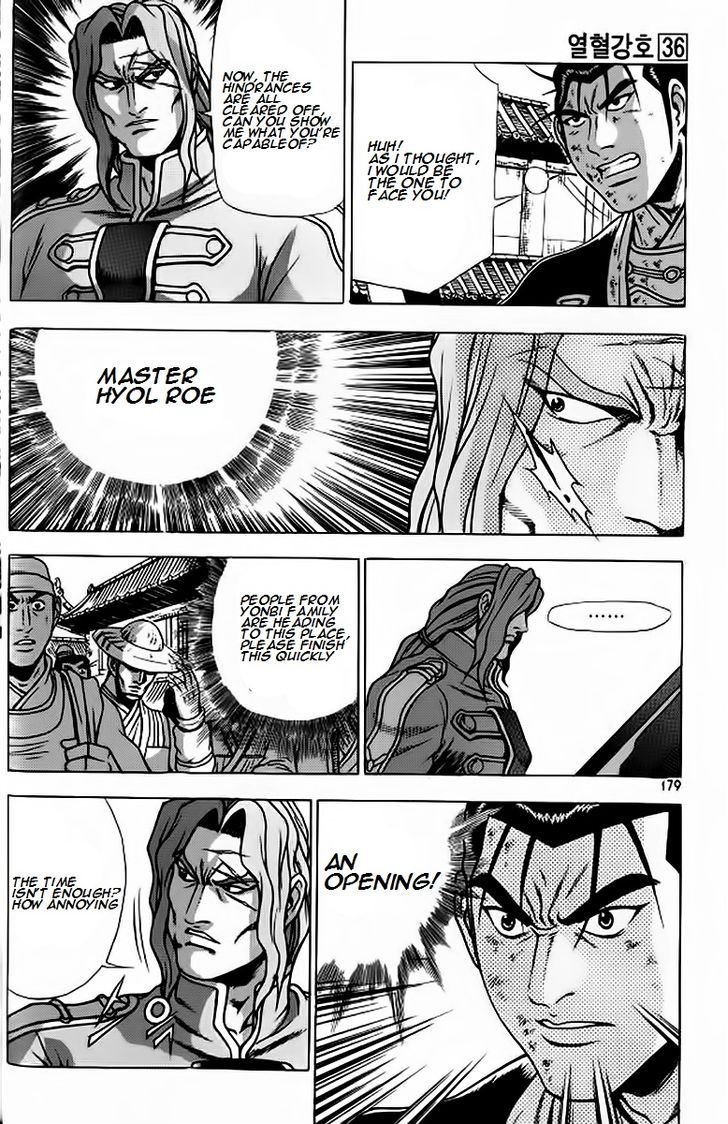 열혈강호 36
NOW, THE
HINDRANCES
ARE ALL
CLEARED OFF,
CAN YOU SHOW
ME WHAT YOU'RE
CAPABLEOF?
HUH!
AS I THOUGHT,
I WOULD BE
THE ONE TO
FACE YOU!
MASTER
HYOL ROE
PEOPLE FROM
YONBI FAMILY
ARE HEADING
TO THIS PLACE,
PLEASE FINISH
THIS QUICKLY
......
179
THE TIME
ISN'T ENOUGH?
HOW ANNOYING
AN
OPENING!